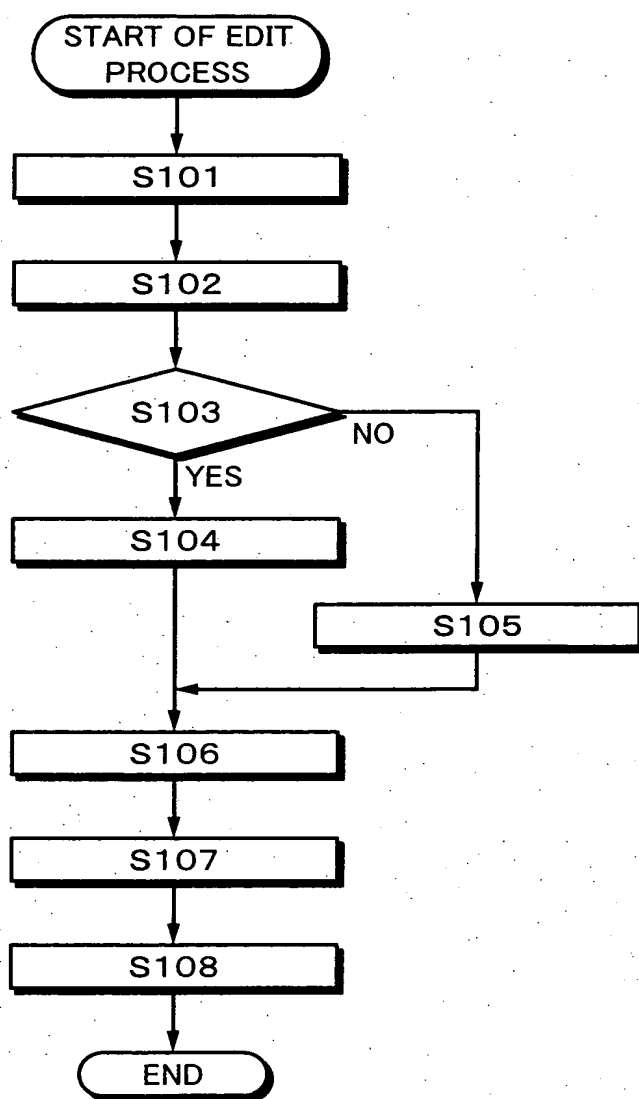 START OF EDIT
PROCESS
S101
S102
S103
NO
YES
S104
S105
S106
S107
S108
END